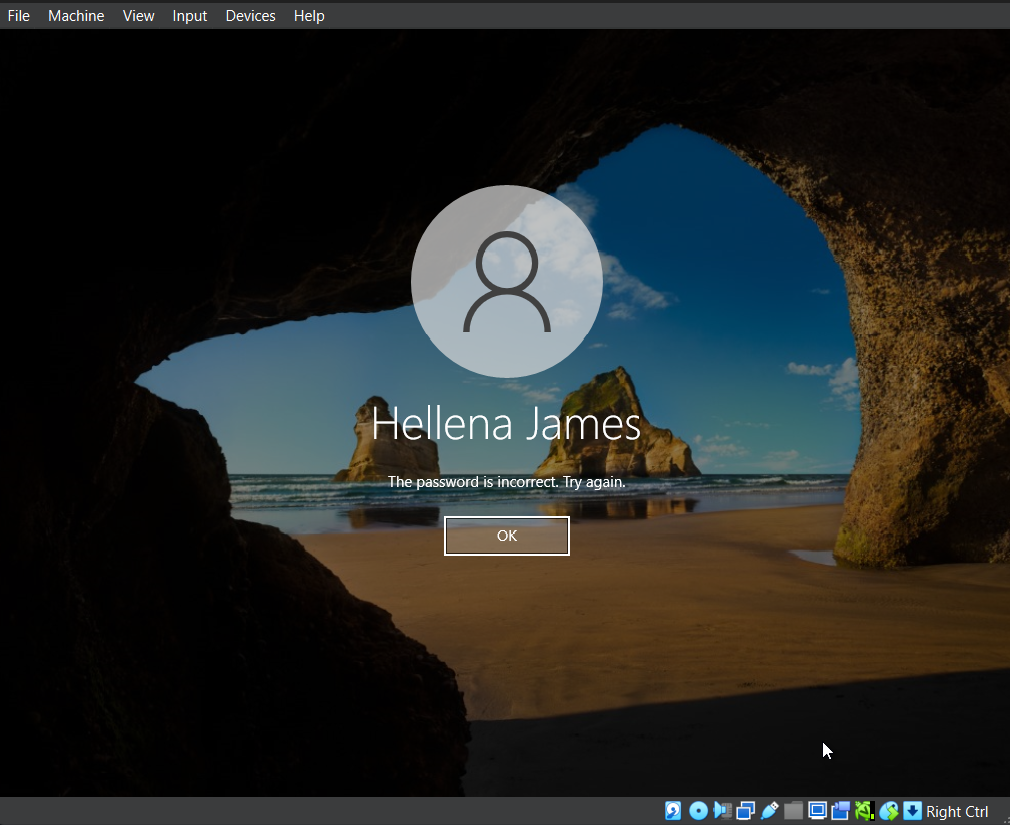 File Machine View Input Devices Help
Hellena James
The password is incorrect. Try again.
OK
Right Ctrl